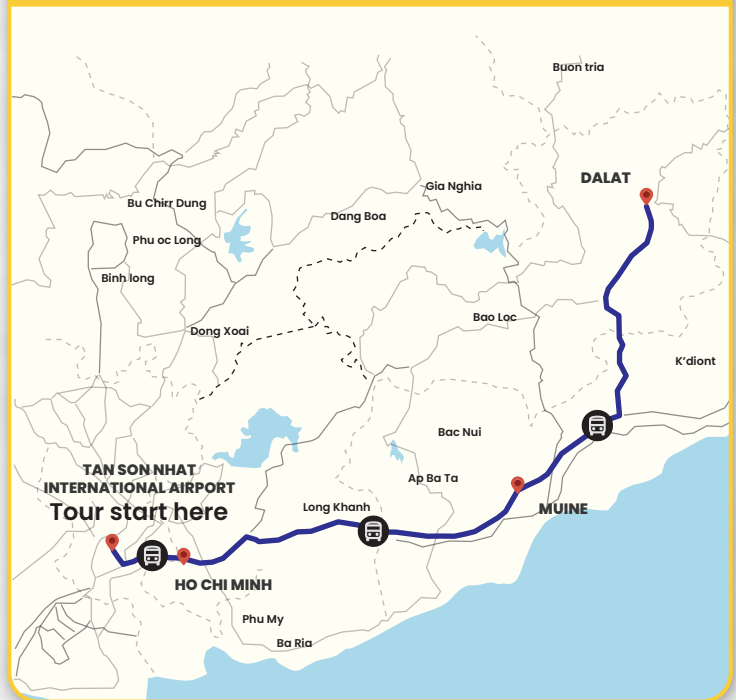 Buon tria
DALAT
Gia Nghia
Bu Chirr Dung
Dang Boa
Phu oc Long
Binh long
Bao Loc
Dong Xoai
K'diont
Bac Nui
TAN SON NHAT
INTERNATIONAL AIRPORT
Ap Ba Ta
Tour start here
Long Khanh
MUINE
HO CHI MINH
Phu My
Ba Ria